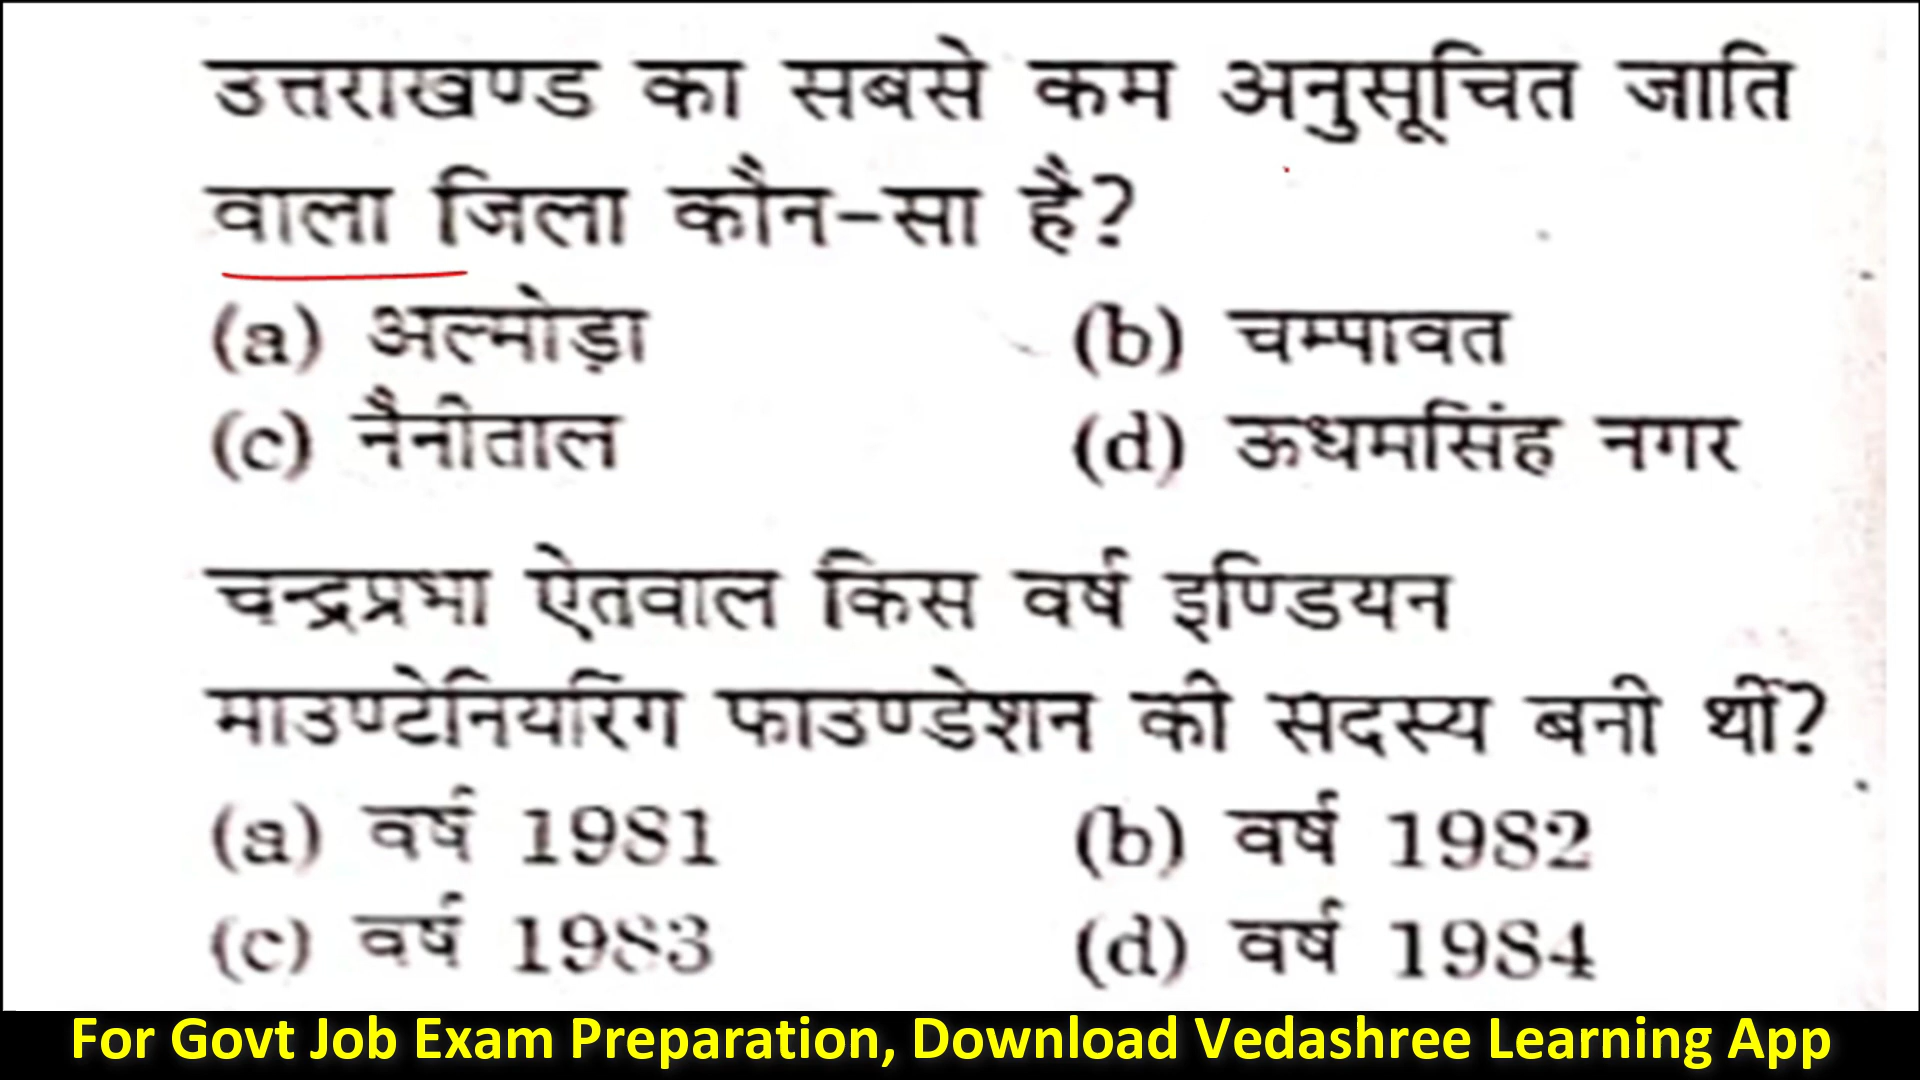 उत्तराखण्ड का सबसे कम अनुसूचित जाति
वाला जिला कौन-सा है?
(a) अल्मोड़ा (b) चम्पावत
(c) नैनीताल (d) ऊधमसिंह नगर
चन्द्रप्रभा ऐतवाल किस वर्ष इण्डियन
माउण्टेनियरिंग फाउण्डेशन की सदस्य बनी थीं?
(a) वर्ष 1981 (b) वर्ष 1982
(c) वर्ष 1983 (d) वर्ष 1984
For Govt Job Exam Preparation, Download Vedashree Learning App